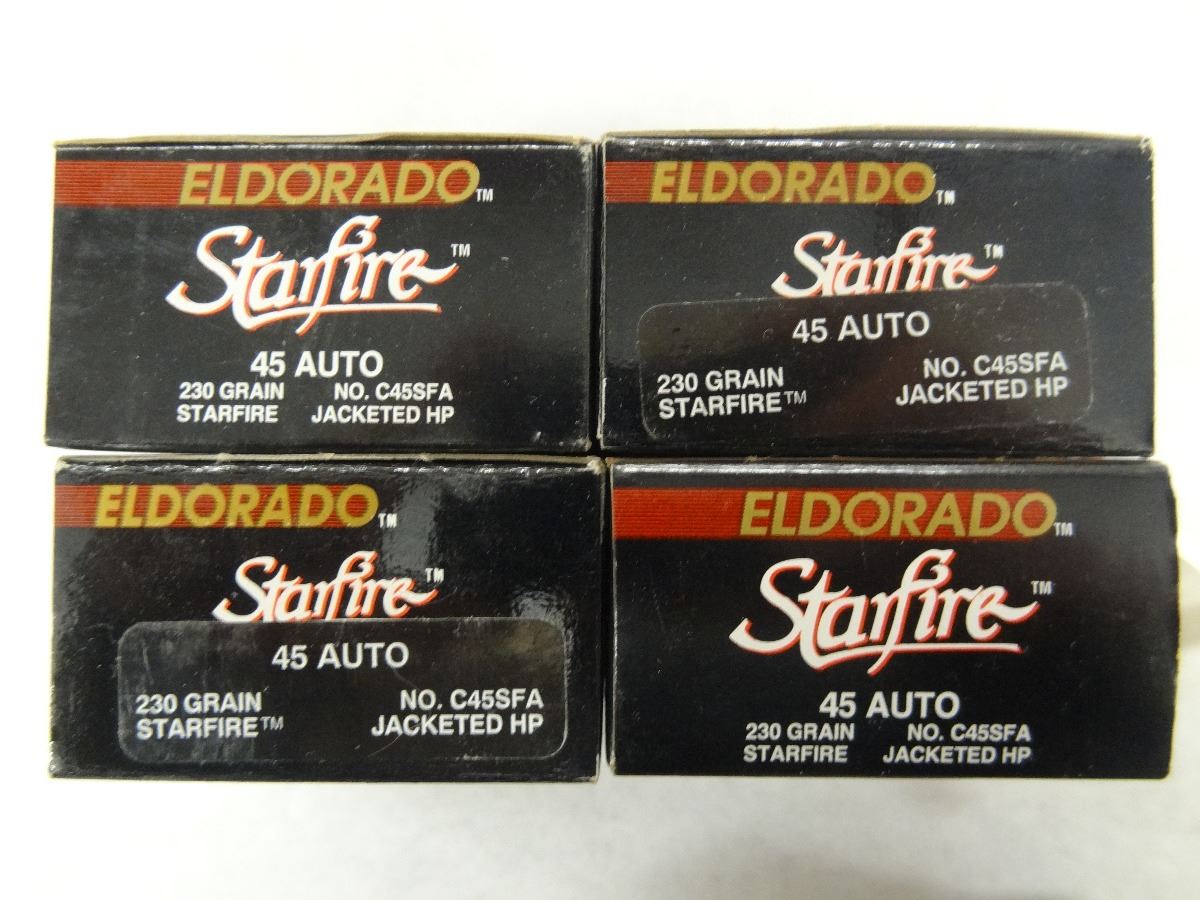 ELDORADO™
Starfire™
45 AUTO
230 GRAIN NO. C45SFA
STARFIRE JACKETED HP
ELDORADO™
Starfire™
45 AUTO
230 GRAIN NO. C45SFA
STARFIRE™ JACKETED HP
ELDORADO™
Starfire™
45 AUTO
230 GRAIN NO. C45SFA
STARFIRE™ JACKETED HP
ELDORADO™
Starfire™
45 AUTO
230 GRAIN NO. C45SFA
STARFIRE JACKETED HP